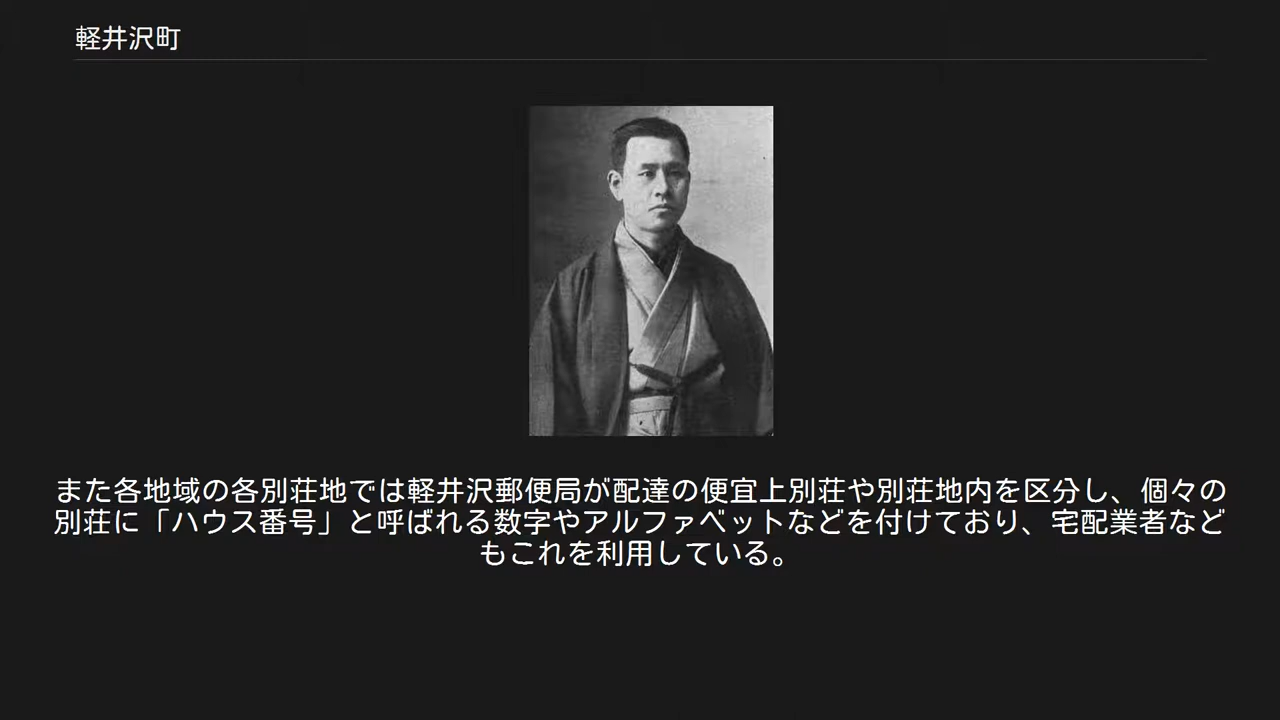 軽井沢町
また各地域の各別荘地では軽井沢郵便局が配達の便宜上別荘や別荘地内を区分し、個々の
別荘に「ハウス番号」と呼ばれる数字やアルファベットなどを付けており、宅配業者など
もこれを利用している。